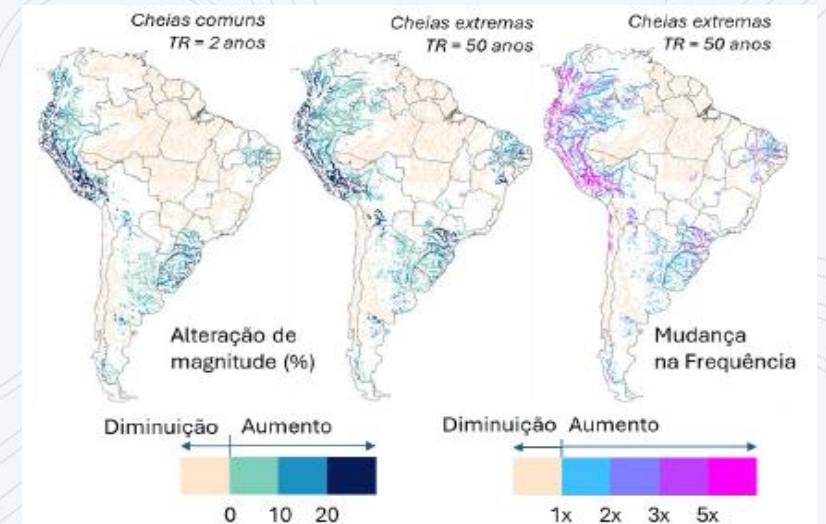 Cheias comuns
TR = 2 anos
Cheias extremas
TR = 50 anos
Cheias extremas
TR = 50 anos
Alteração de
magnitude (%)
Mudança
na Frequência
Diminuição Aumento
0 10 20
Diminuição Aumento
1x 2x 3x 5x